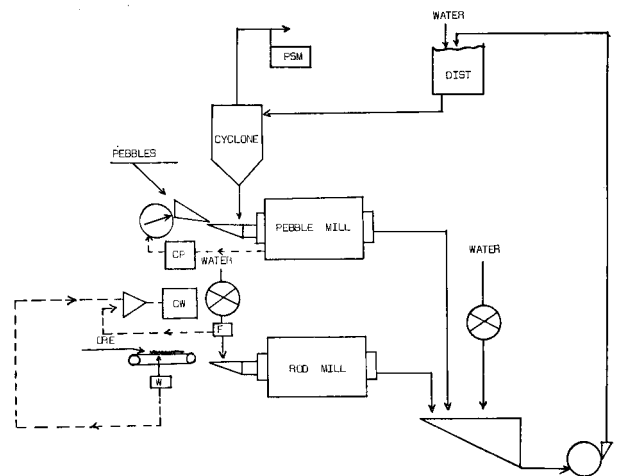 WATER
PSM
DIST
CYCLONE
PEBBLES
PEBBLE MILL
CP
WATER
WATER
CW
F
ORE
W
ROD MILL